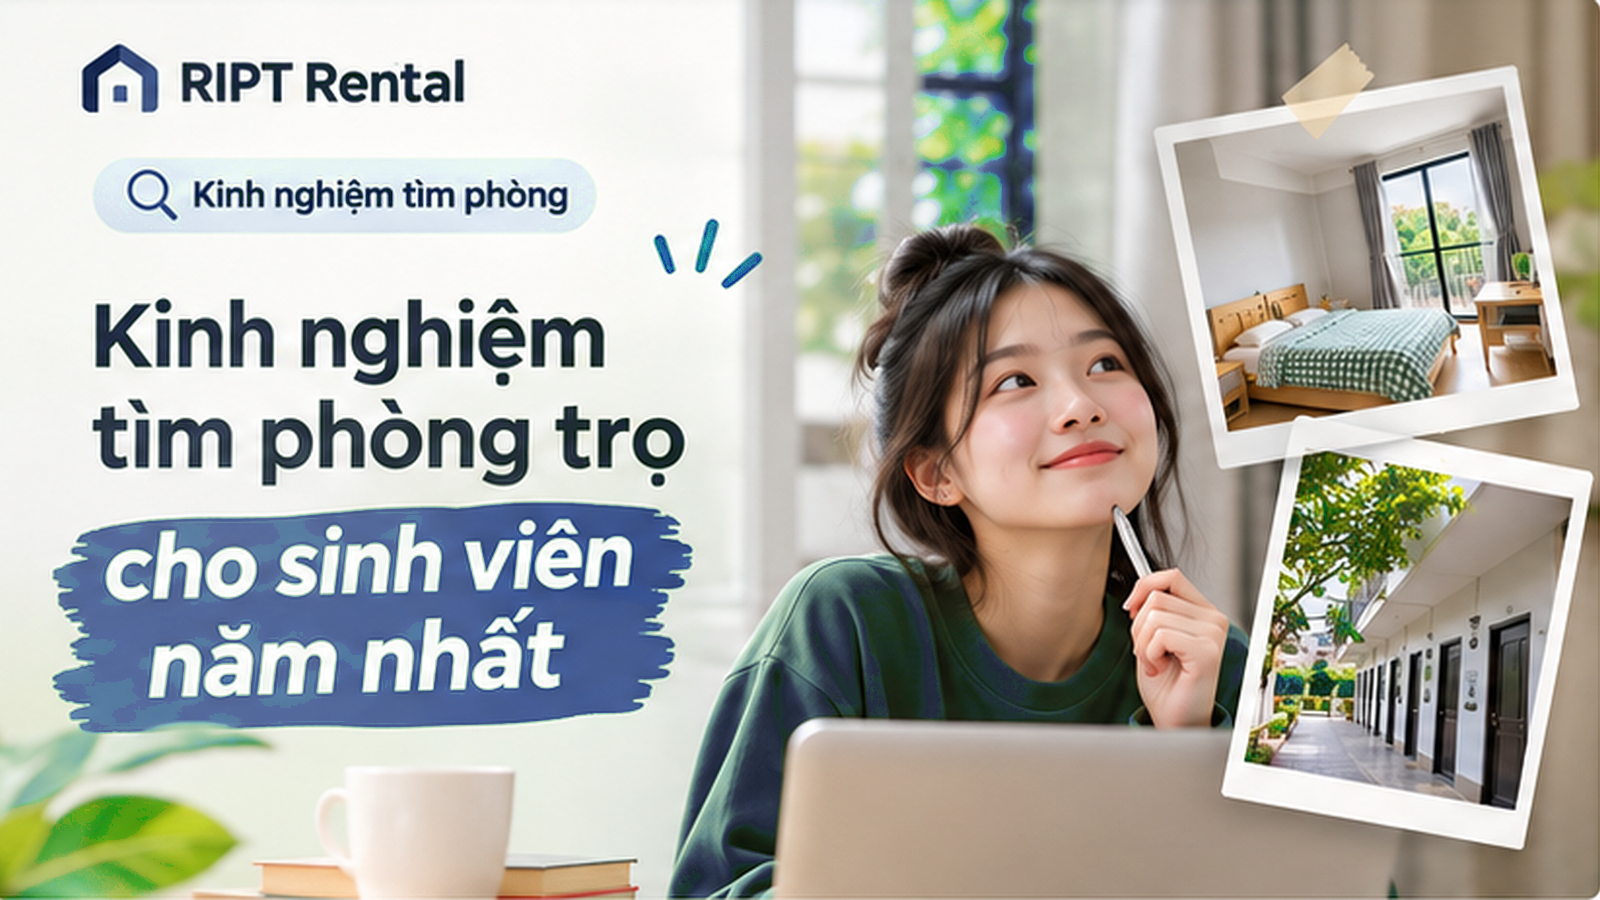 RIPT Rental
Kinh nghiệm tìm phòng
Kinh nghiệm
tìm phòng trọ
cho sinh viên
năm nhất